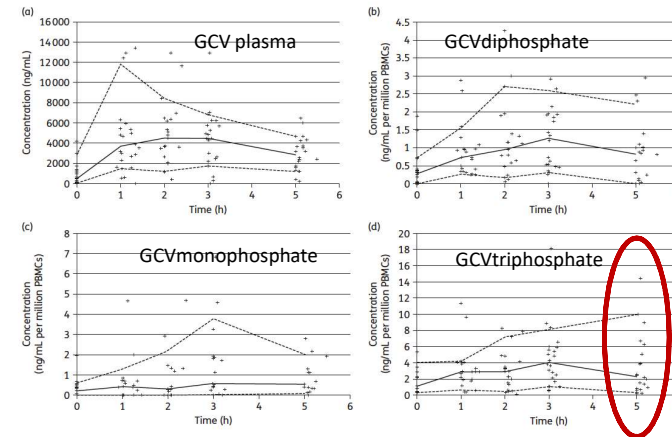 (a)
GCV plasma
Concentration (ng/mL)
16 000
14 000
12 000
10 000
8000
6000
4000
2000
0
0 1 2 3 4 5 6
Time (h)
(b)
GCVdiphosphate
Concentration
(ng/mL per million PBMCs)
4.5
4
3.5
3
2.5
2
1.5
1
0.5
0
0 1 2 3 4 5
Time (h)
(c)
GCVmonophosphate
Concentration
(ng/mL per million PBMCs)
8
7
6
5
4
3
2
1
0
0 1 2 3 4 5 6
Time (h)
(d)
GCVtriphosphate
Concentration
(ng/mL per million PBMCs)
20
18
16
14
12
10
8
6
4
2
0
0 1 2 3 4 5
Time (h)